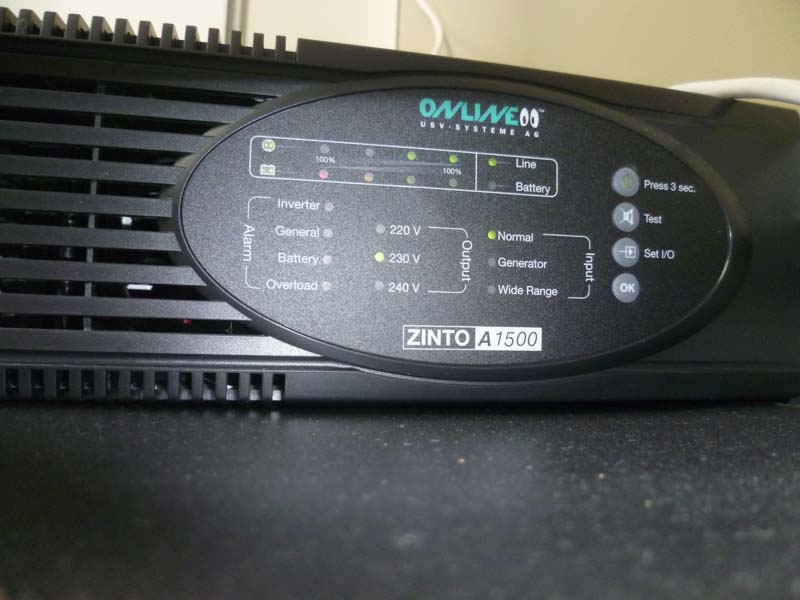 ONLINE™
USV-SYSTEME AG
100%
100%
Line
Battery
Press 3 sec.
Test
Set I/O
OK
Alarm
Inverter
General
Battery
Overload
220 V
230 V
240 V
Output
Normal
Generator
Wide Range
Input
ZINTO A1500